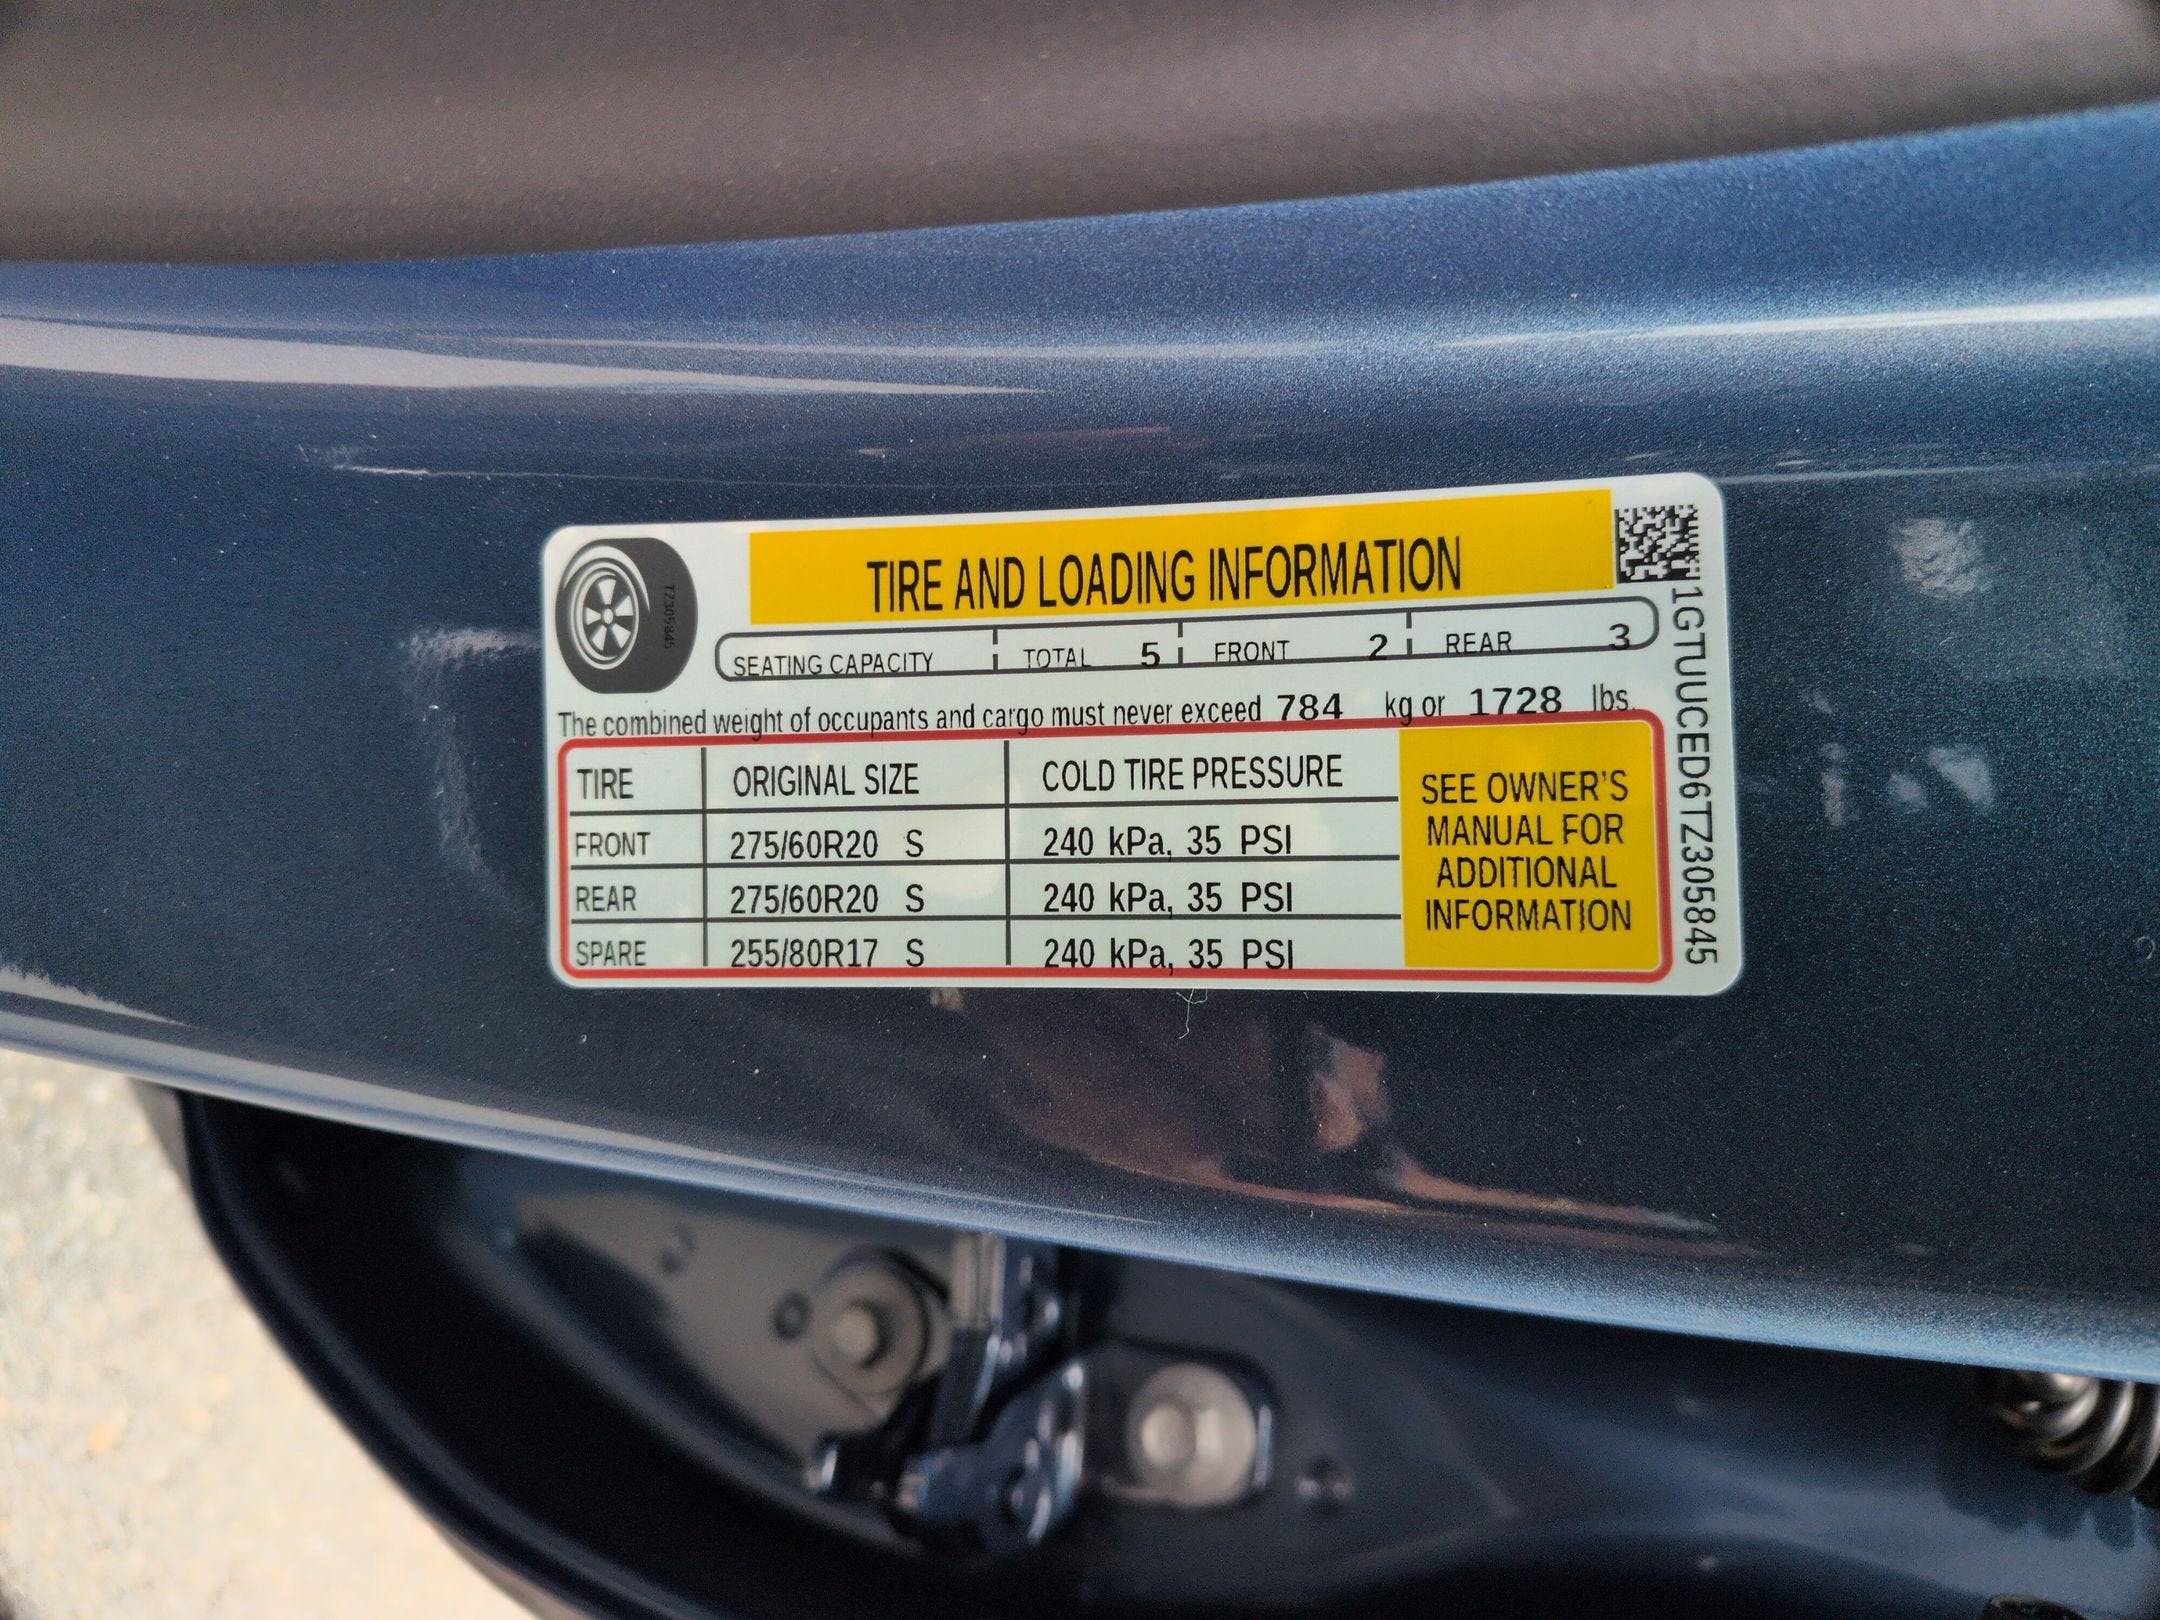 TIRE AND LOADING INFORMATION
TZ305845
SEATING CAPACITY TOTAL 5 FRONT 2 REAR 3
The combined weight of occupants and cargo must never exceed 784 kg or 1728 lbs.
TIRE ORIGINAL SIZE COLD TIRE PRESSURE
FRONT 275/60R20 S 240 kPa, 35 PSI
REAR 275/60R20 S 240 kPa, 35 PSI
SPARE 255/80R17 S 240 kPa, 35 PSI
SEE OWNER'S
MANUAL FOR
ADDITIONAL
INFORMATION
1GTUUCED6TZ305845